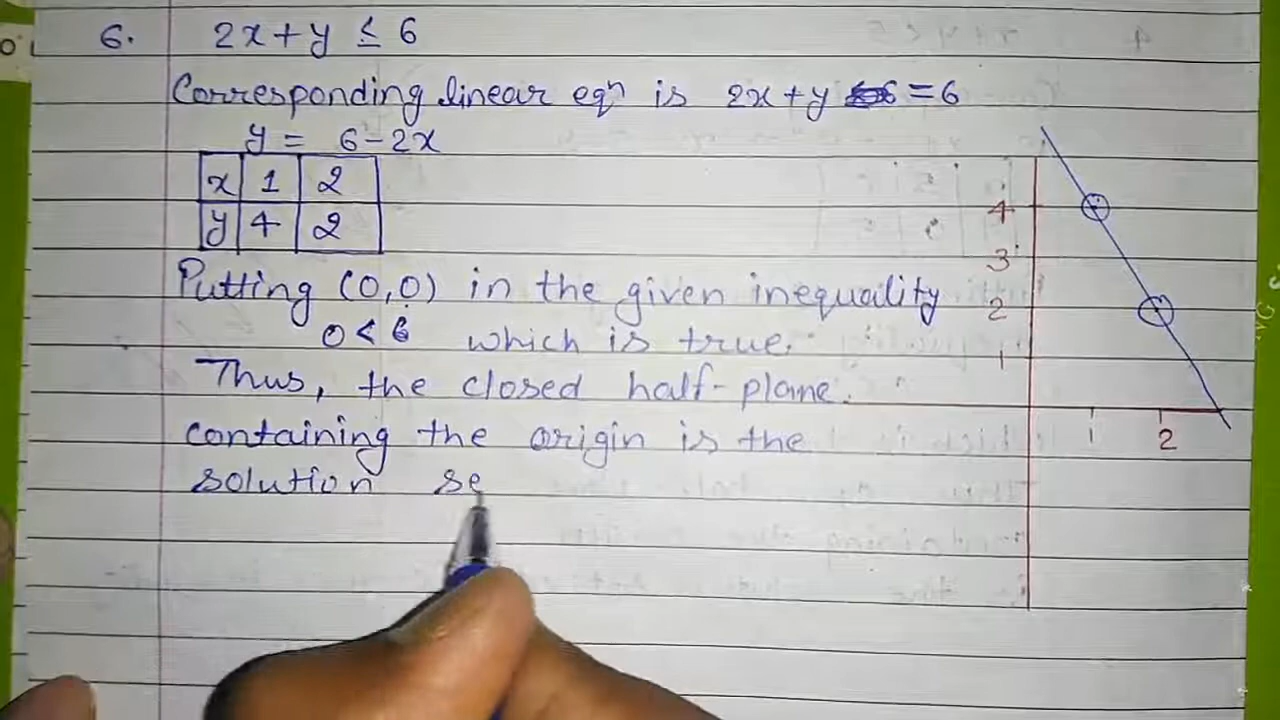 6. 2x+y ≤ 6
Corresponding linear eqⁿ is 2x+y =6
y = 6-2x
x 1 2
y 4 2
Putting (0,0) in the given inequality
0 < 6 which is true.
Thus, the closed half-plane.
containing the origin is the
solution se
4
3
2
1
1 2